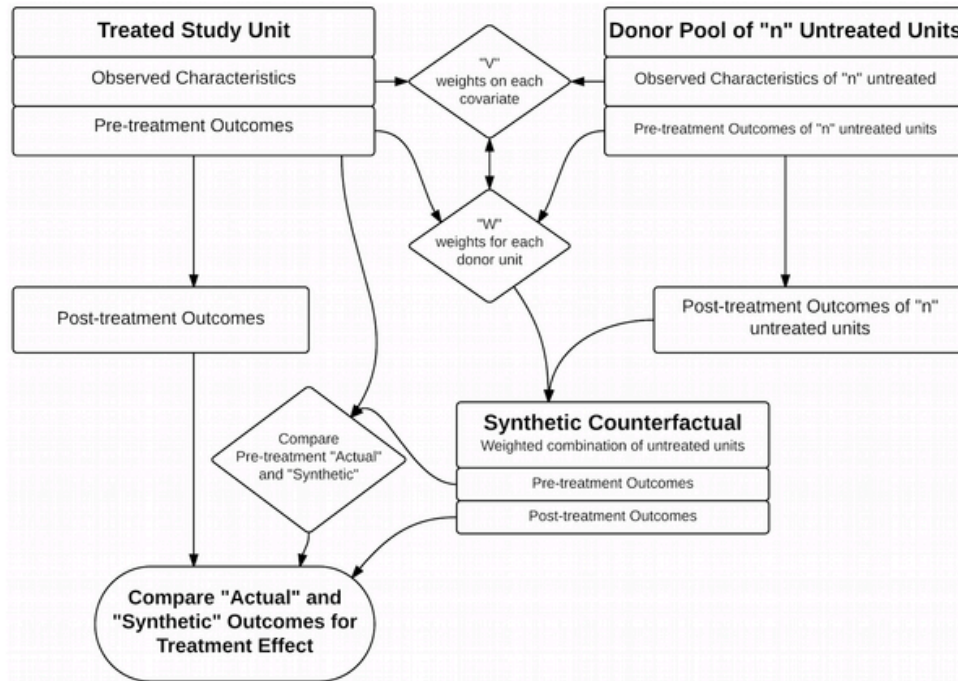 Treated Study Unit
Observed Characteristics
Pre-treatment Outcomes
Donor Pool of "n" Untreated Units
Observed Characteristics of "n" untreated
Pre-treatment Outcomes of "n" untreated units
"V"
weights on each
covariate
"W"
weights for each
donor unit
Post-treatment Outcomes
Post-treatment Outcomes of "n"
untreated units
Synthetic Counterfactual
Weighted combination of untreated units
Pre-treatment Outcomes
Post-treatment Outcomes
Compare
Pre-treatment "Actual"
and "Synthetic"
Compare "Actual" and
"Synthetic" Outcomes for
Treatment Effect